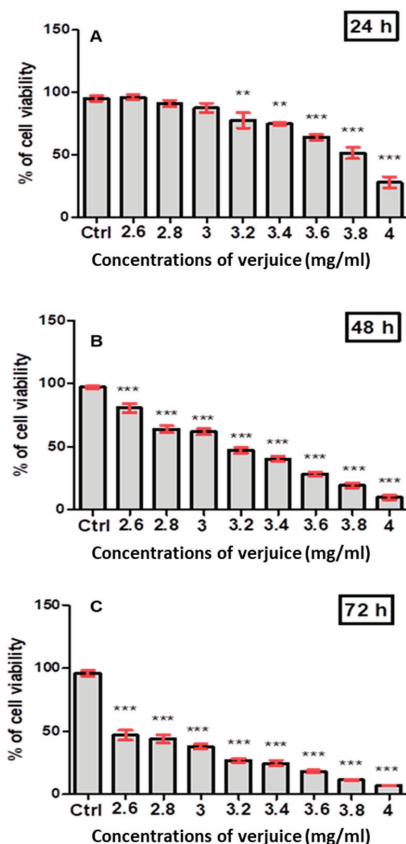 A
24 h
% of cell viability
150
100
50
0
** ** *** *** ***
Ctrl 2.6 2.8 3 3.2 3.4 3.6 3.8 4
Concentrations of verjuice (mg/ml)
B
48 h
% of cell viability
150
100
50
0
*** *** *** *** *** *** *** ***
Ctrl 2.6 2.8 3 3.2 3.4 3.6 3.8 4
Concentrations of verjuice (mg/ml)
C
72 h
% of cell viability
150
100
50
0
*** *** *** *** *** *** *** ***
Ctrl 2.6 2.8 3 3.2 3.4 3.6 3.8 4
Concentrations of verjuice (mg/ml)